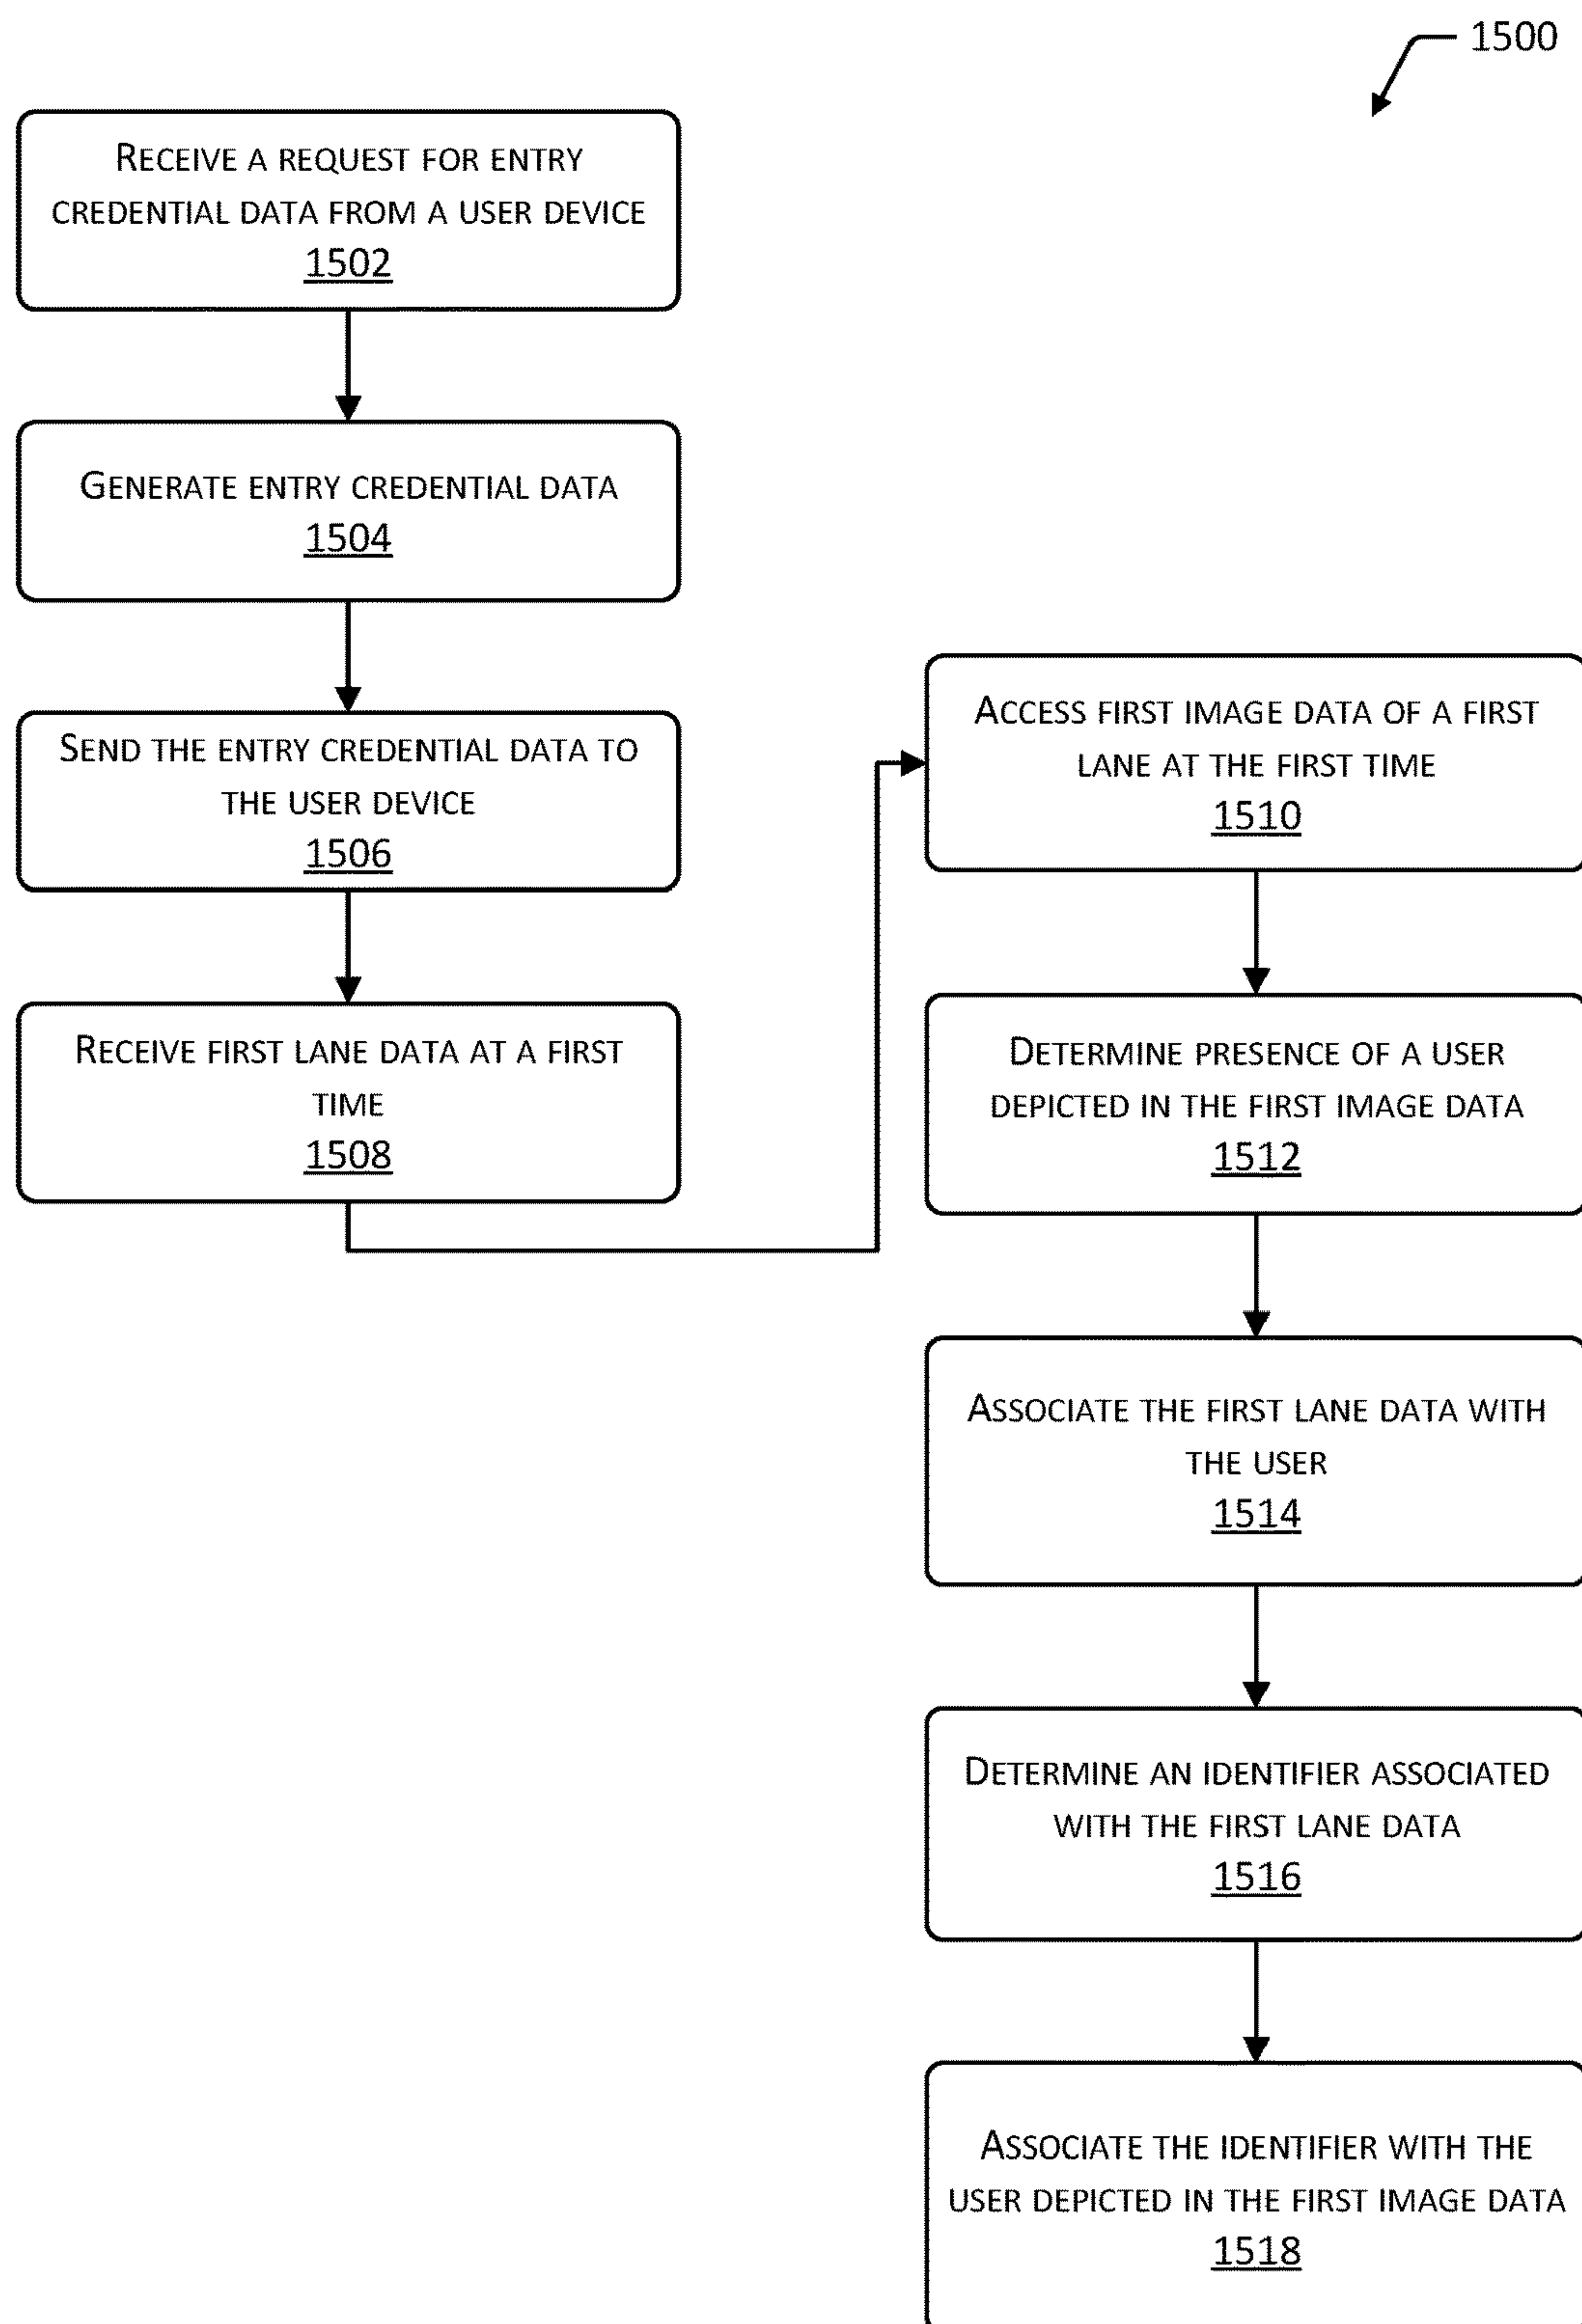 1500
RECEIVE A REQUEST FOR ENTRY
CREDENTIAL DATA FROM A USER DEVICE
1502
GENERATE ENTRY CREDENTIAL DATA
1504
SEND THE ENTRY CREDENTIAL DATA TO
THE USER DEVICE
1506
RECEIVE FIRST LANE DATA AT A FIRST
TIME
1508
ACCESS FIRST IMAGE DATA OF A FIRST
LANE AT THE FIRST TIME
1510
DETERMINE PRESENCE OF A USER
DEPICTED IN THE FIRST IMAGE DATA
1512
ASSOCIATE THE FIRST LANE DATA WITH
THE USER
1514
DETERMINE AN IDENTIFIER ASSOCIATED
WITH THE FIRST LANE DATA
1516
ASSOCIATE THE IDENTIFIER WITH THE
USER DEPICTED IN THE FIRST IMAGE DATA
1518